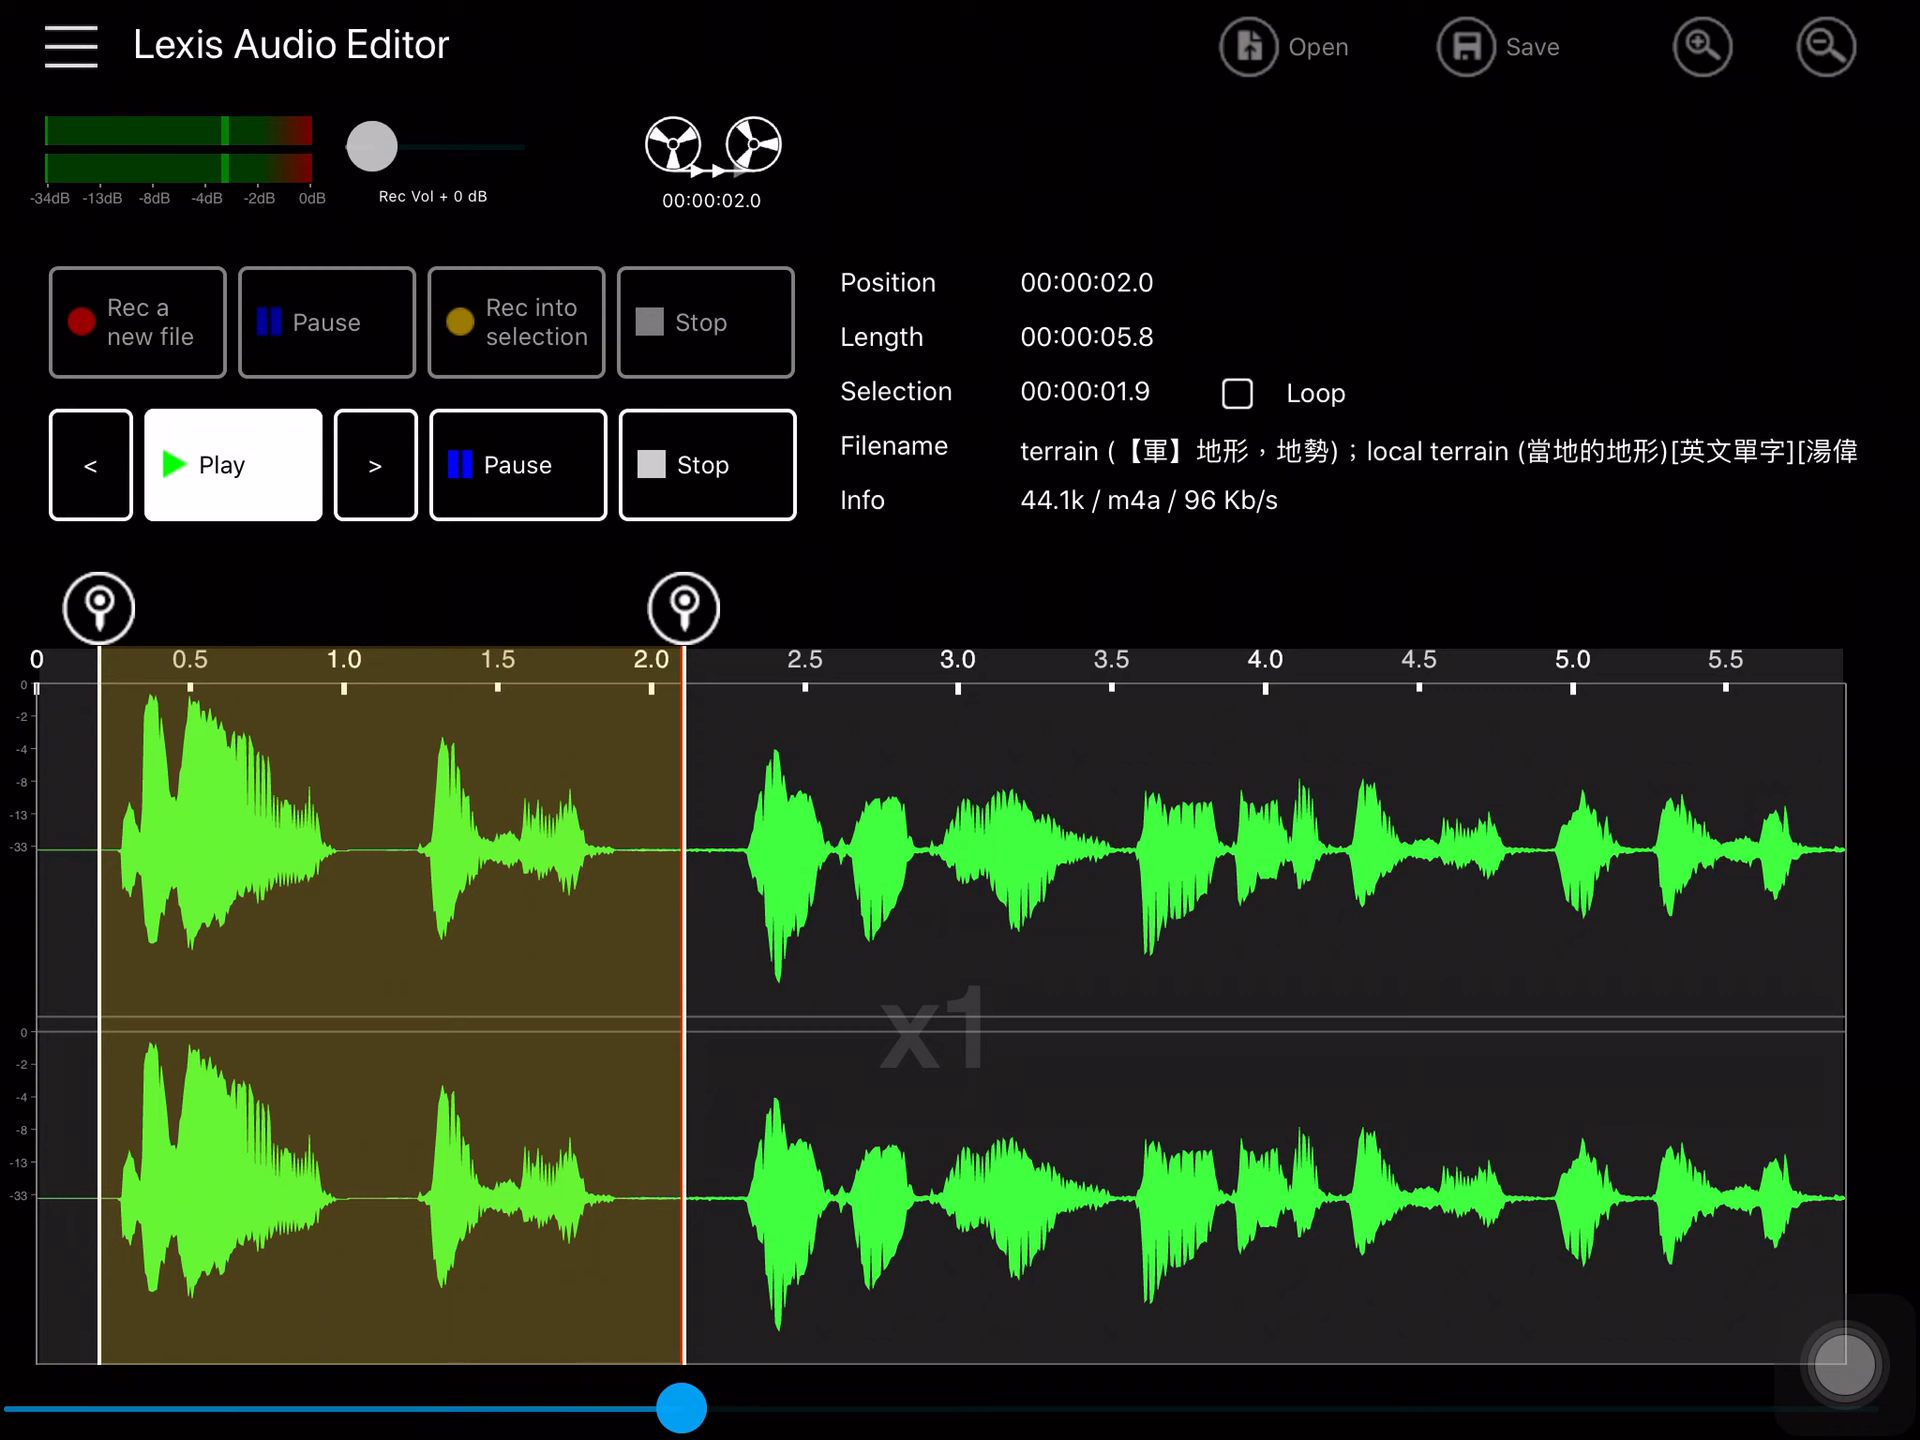 Lexis Audio Editor
Open
Save
-34dB -13dB -8dB -4dB -2dB 0dB
Rec Vol + 0 dB
00:00:02.0
Rec a
new file
Pause
Rec into
selection
Stop
Position 00:00:02.0
Length 00:00:05.8
Selection 00:00:01.9 Loop
Filename terrain (【軍】地形，地勢)；local terrain (當地的地形)[英文單字][湯偉
Info 44.1k / m4a / 96 Kb/s
< Play > Pause Stop
0 0.5 1.0 1.5 2.0 2.5 3.0 3.5 4.0 4.5 5.0 5.5
0
-2
-4
-8
-13
-33
x1
0
-2
-4
-8
-13
-33